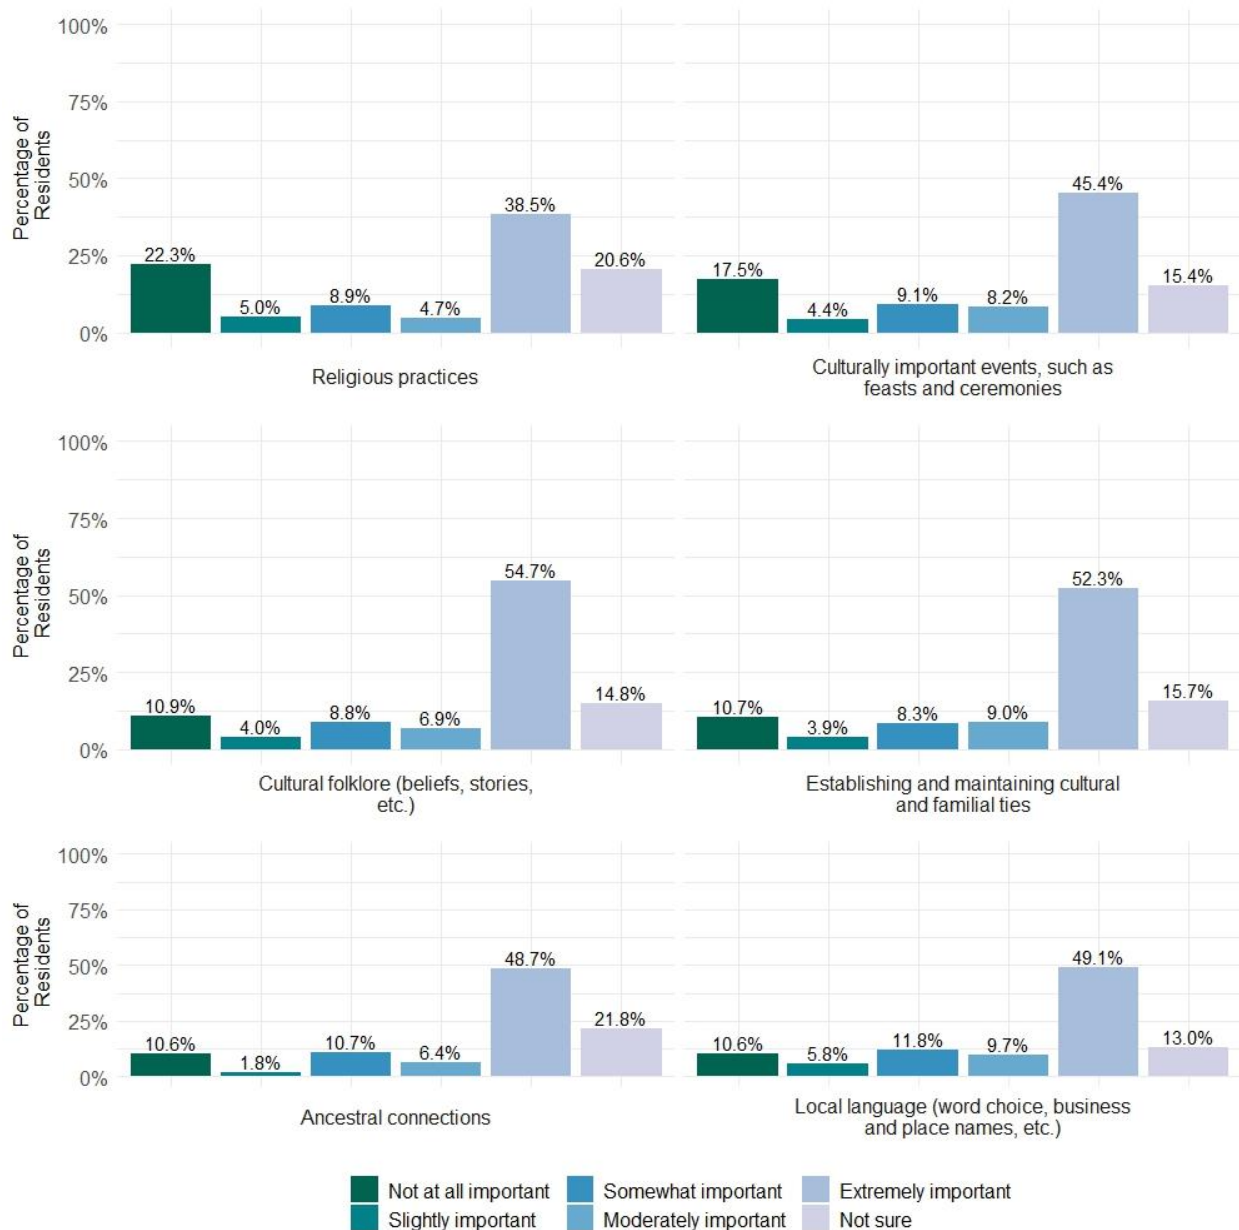 100%
75%
50%
25%
0%
Percentage of
Residents
22.3%
5.0%
8.9%
4.7%
38.5%
20.6%
Religious practices
17.5%
4.4%
9.1%
8.2%
45.4%
15.4%
Culturally important events, such as
feasts and ceremonies
100%
75%
50%
25%
0%
Percentage of
Residents
10.9%
4.0%
8.8%
6.9%
54.7%
14.8%
Cultural folklore (beliefs, stories,
etc.)
10.7%
3.9%
8.3%
9.0%
52.3%
15.7%
Establishing and maintaining cultural
and familial ties
100%
75%
50%
25%
0%
Percentage of
Residents
10.6%
1.8%
10.7%
6.4%
48.7%
21.8%
Ancestral connections
10.6%
5.8%
11.8%
9.7%
49.1%
13.0%
Local language (word choice, business
and place names, etc.)
Not at all important
Slightly important
Somewhat important
Moderately important
Extremely important
Not sure